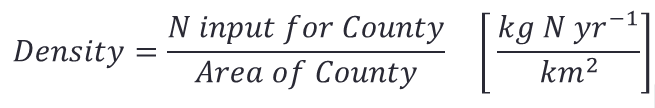 Density = N input for County / Area of County [kg N yr⁻¹ / km²]